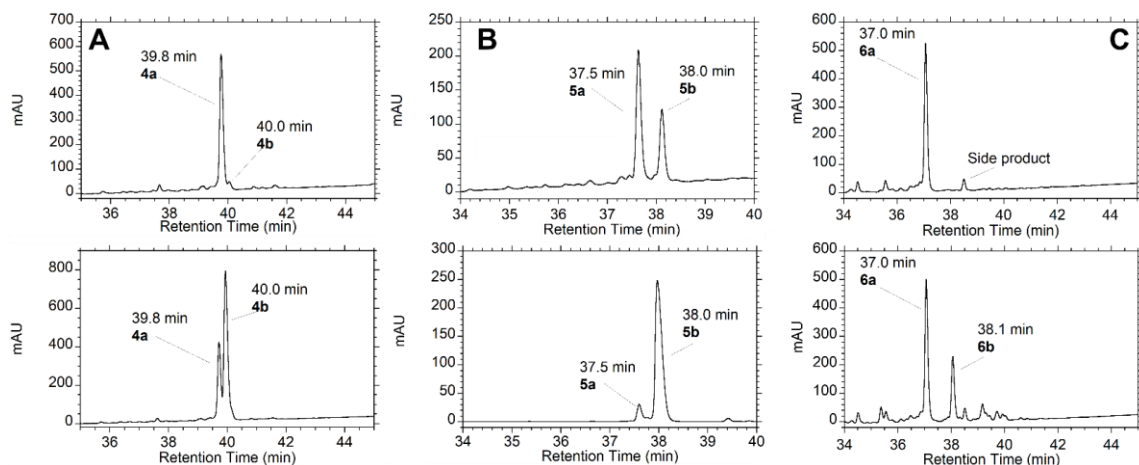 A
mAU
700
600
500
400
300
200
100
0
39.8 min
4a
40.0 min
4b
36 38 40 42 44
Retention Time (min)
B
mAU
250
200
150
100
50
0
37.5 min
5a
38.0 min
5b
34 35 36 37 38 39 40
Retention Time (min)
C
mAU
600
500
400
300
200
100
0
37.0 min
6a
Side product
34 36 38 40 42 44
Retention Time (min)
mAU
800
600
400
200
0
40.0 min
4b
39.8 min
4a
36 38 40 42 44
Retention Time (min)
mAU
300
250
200
150
100
50
0
38.0 min
5b
37.5 min
5a
34 35 36 37 38 39 40
Retention Time (min)
mAU
600
500
400
300
200
100
0
37.0 min
6a
38.1 min
6b
34 36 38 40 42 44
Retention Time (min)